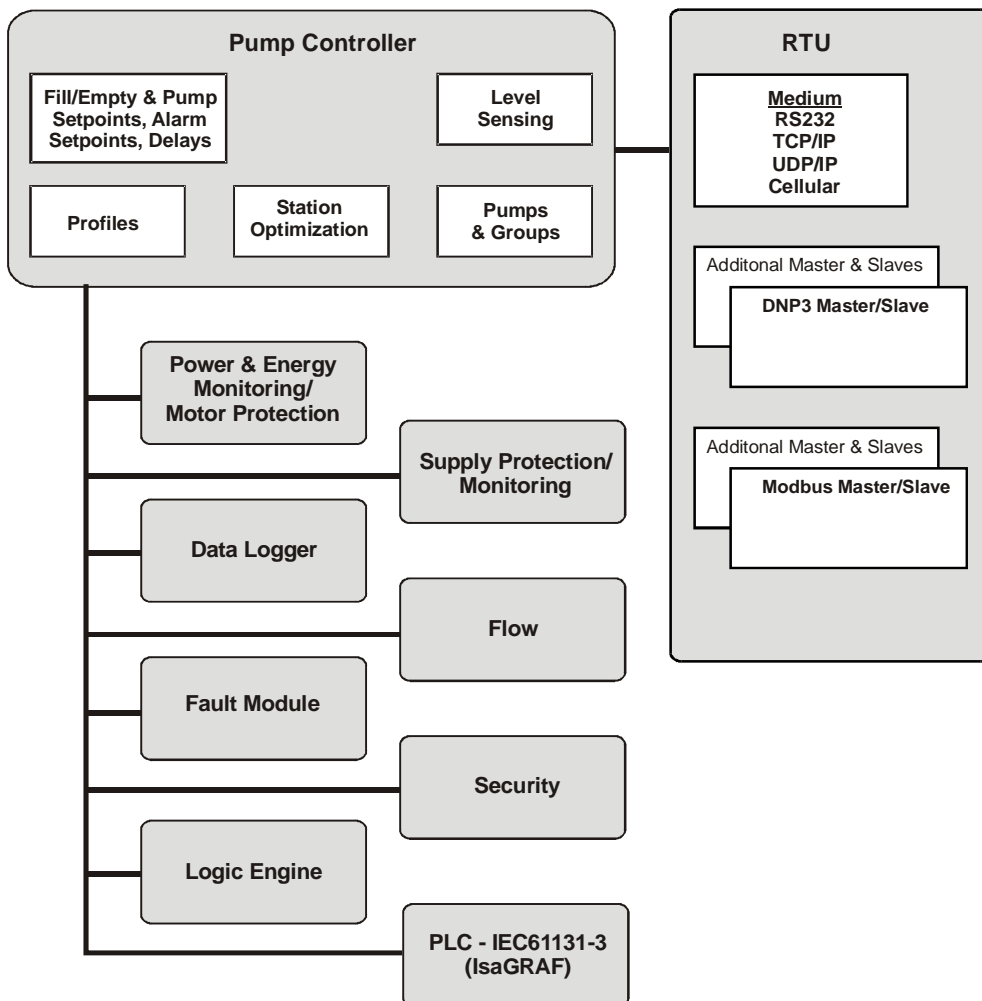 Pump Controller
Fill/Empty & Pump
Setpoints, Alarm
Setpoints, Delays
Level
Sensing
Profiles
Station
Optimization
Pumps
& Groups
RTU
Medium
RS232
TCP/IP
UDP/IP
Cellular
Additonal Master & Slaves
DNP3 Master/Slave
Additonal Master & Slaves
Modbus Master/Slave
Power & Energy
Monitoring/
Motor Protection
Supply Protection/
Monitoring
Data Logger
Flow
Fault Module
Security
Logic Engine
PLC - IEC61131-3
(IsaGRAF)